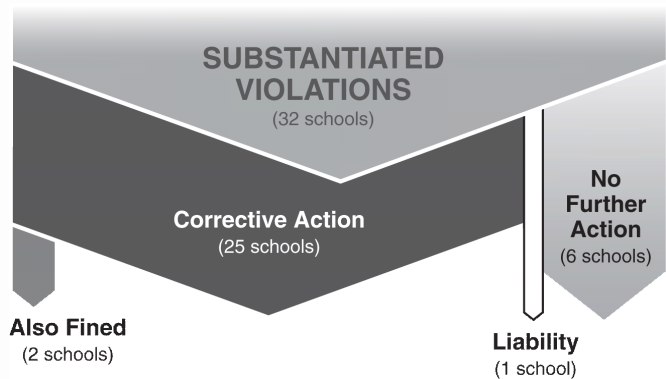 SUBSTANTIATED
VIOLATIONS
(32 schools)
Corrective Action
(25 schools)
No
Further
Action
(6 schools)
Also Fined
(2 schools)
Liability
(1 school)